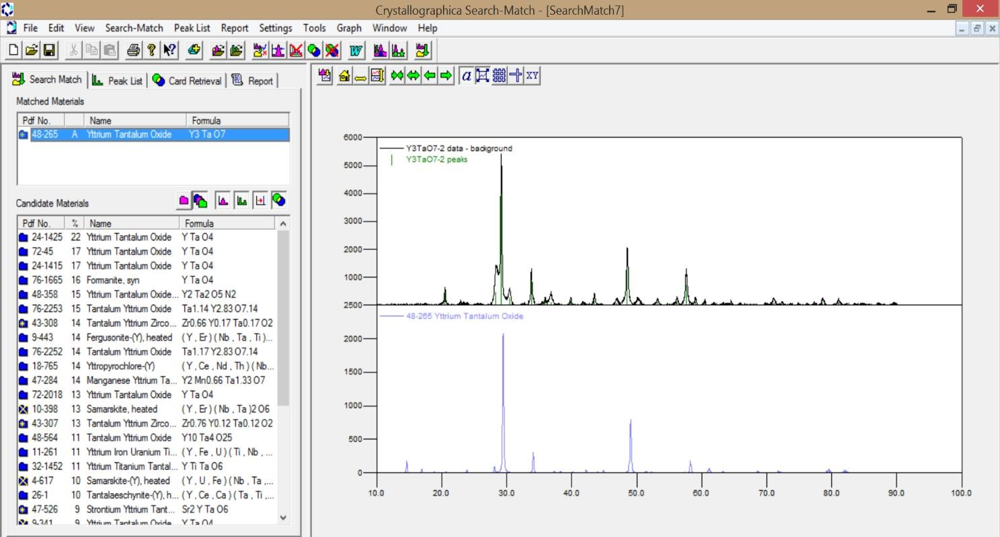 Crystallographica Search-Match - [SearchMatch7]
File Edit View Search-Match Peak List Report Settings Tools Graph Window Help
Search Match Peak List Card Retrieval Report
Matched Materials
Pdf No. Name Formula
48-265 A Yttrium Tantalum Oxide Y3 Ta O7
Candidate Materials
Pdf No. % Name Formula
24-1425 22 Yttrium Tantalum Oxide Y Ta O4
72-45 17 Yttrium Tantalum Oxide Y Ta O4
24-1415 17 Yttrium Tantalum Oxide Y Ta O4
76-1665 16 Formanite, syn Y Ta O4
48-358 15 Yttrium Tantalum Oxide... Y2 Ta2 O5 N2
76-2253 15 Tantalum Yttrium Oxide Ta1.14 Y2.83 O7.14
43-308 14 Tantalum Yttrium Zirco... Zr0.66 Y0.17 Ta0.17 O2
9-443 14 Fergusonite-(Y), heated ( Y , Er ) ( Nb , Ta , Ti )...
76-2252 14 Tantalum Yttrium Oxide Ta1.17 Y2.83 O7.14
18-765 14 Yttropyrochlore-(Y) ( Y , Ce , Nd , Th ) ( Nb...
47-284 14 Manganese Yttrium Ta... Y2 Mn0.66 Ta1.33 O7
72-2018 13 Yttrium Tantalum Oxide Y Ta O4
10-398 13 Samarskite, heated ( Y , Er ) ( Nb , Ta )2 O6
43-307 13 Tantalum Yttrium Zirco... Zr0.76 Y0.12 Ta0.12 O2
48-564 11 Tantalum Yttrium Oxide Y10 Ta4 O25
11-261 11 Yttrium Iron Uranium Ti... ( Y , Fe , U ) ( Ti , Nb , ...
32-1452 11 Yttrium Titanium Tantal... Y Ti Ta O6
4-617 10 Samarskite-(Y), heated ( Y , U , Fe ) ( Nb , Ta ,...
26-1 10 Tantalaeschynite-(Y), h... ( Y , Ce , Ca ) ( Ta , Ti ,...
47-526 9 Strontium Yttrium Tant... Sr2 Y Ta O6
9-341 9 Yttrium Tantalum Oxide Y Ta O4
a XY
6000
Y3TaO7-2 data - background
Y3TaO7-2 peaks
5000
4000
3000
2000
1000
2500
48-265 Yttrium Tantalum Oxide
2000
1500
1000
500
0
10.0 20.0 30.0 40.0 50.0 60.0 70.0 80.0 90.0 100.0